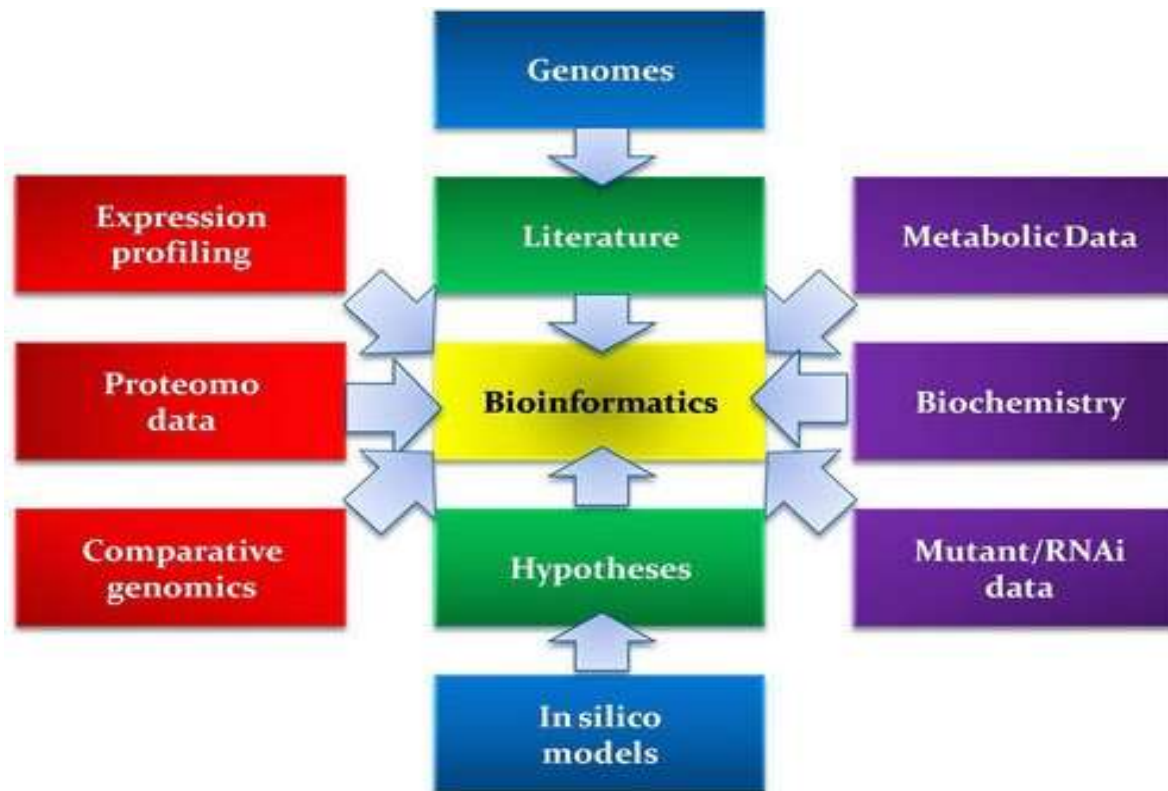 Genomes
Expression
profiling
Literature
Metabolic Data
Proteomo
data
Bioinformatics
Biochemistry
Comparative
genomics
Hypotheses
Mutant/RNAi
data
In silico
models